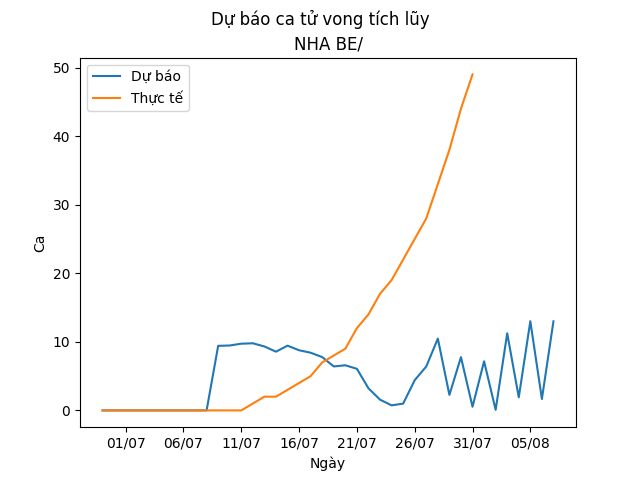 Dự báo ca tử vong tích lũy
NHA BE/
Dự báo
Thực tế
50
40
30
20
10
0
Ca
01/07 06/07 11/07 16/07 21/07 26/07 31/07 05/08
Ngày